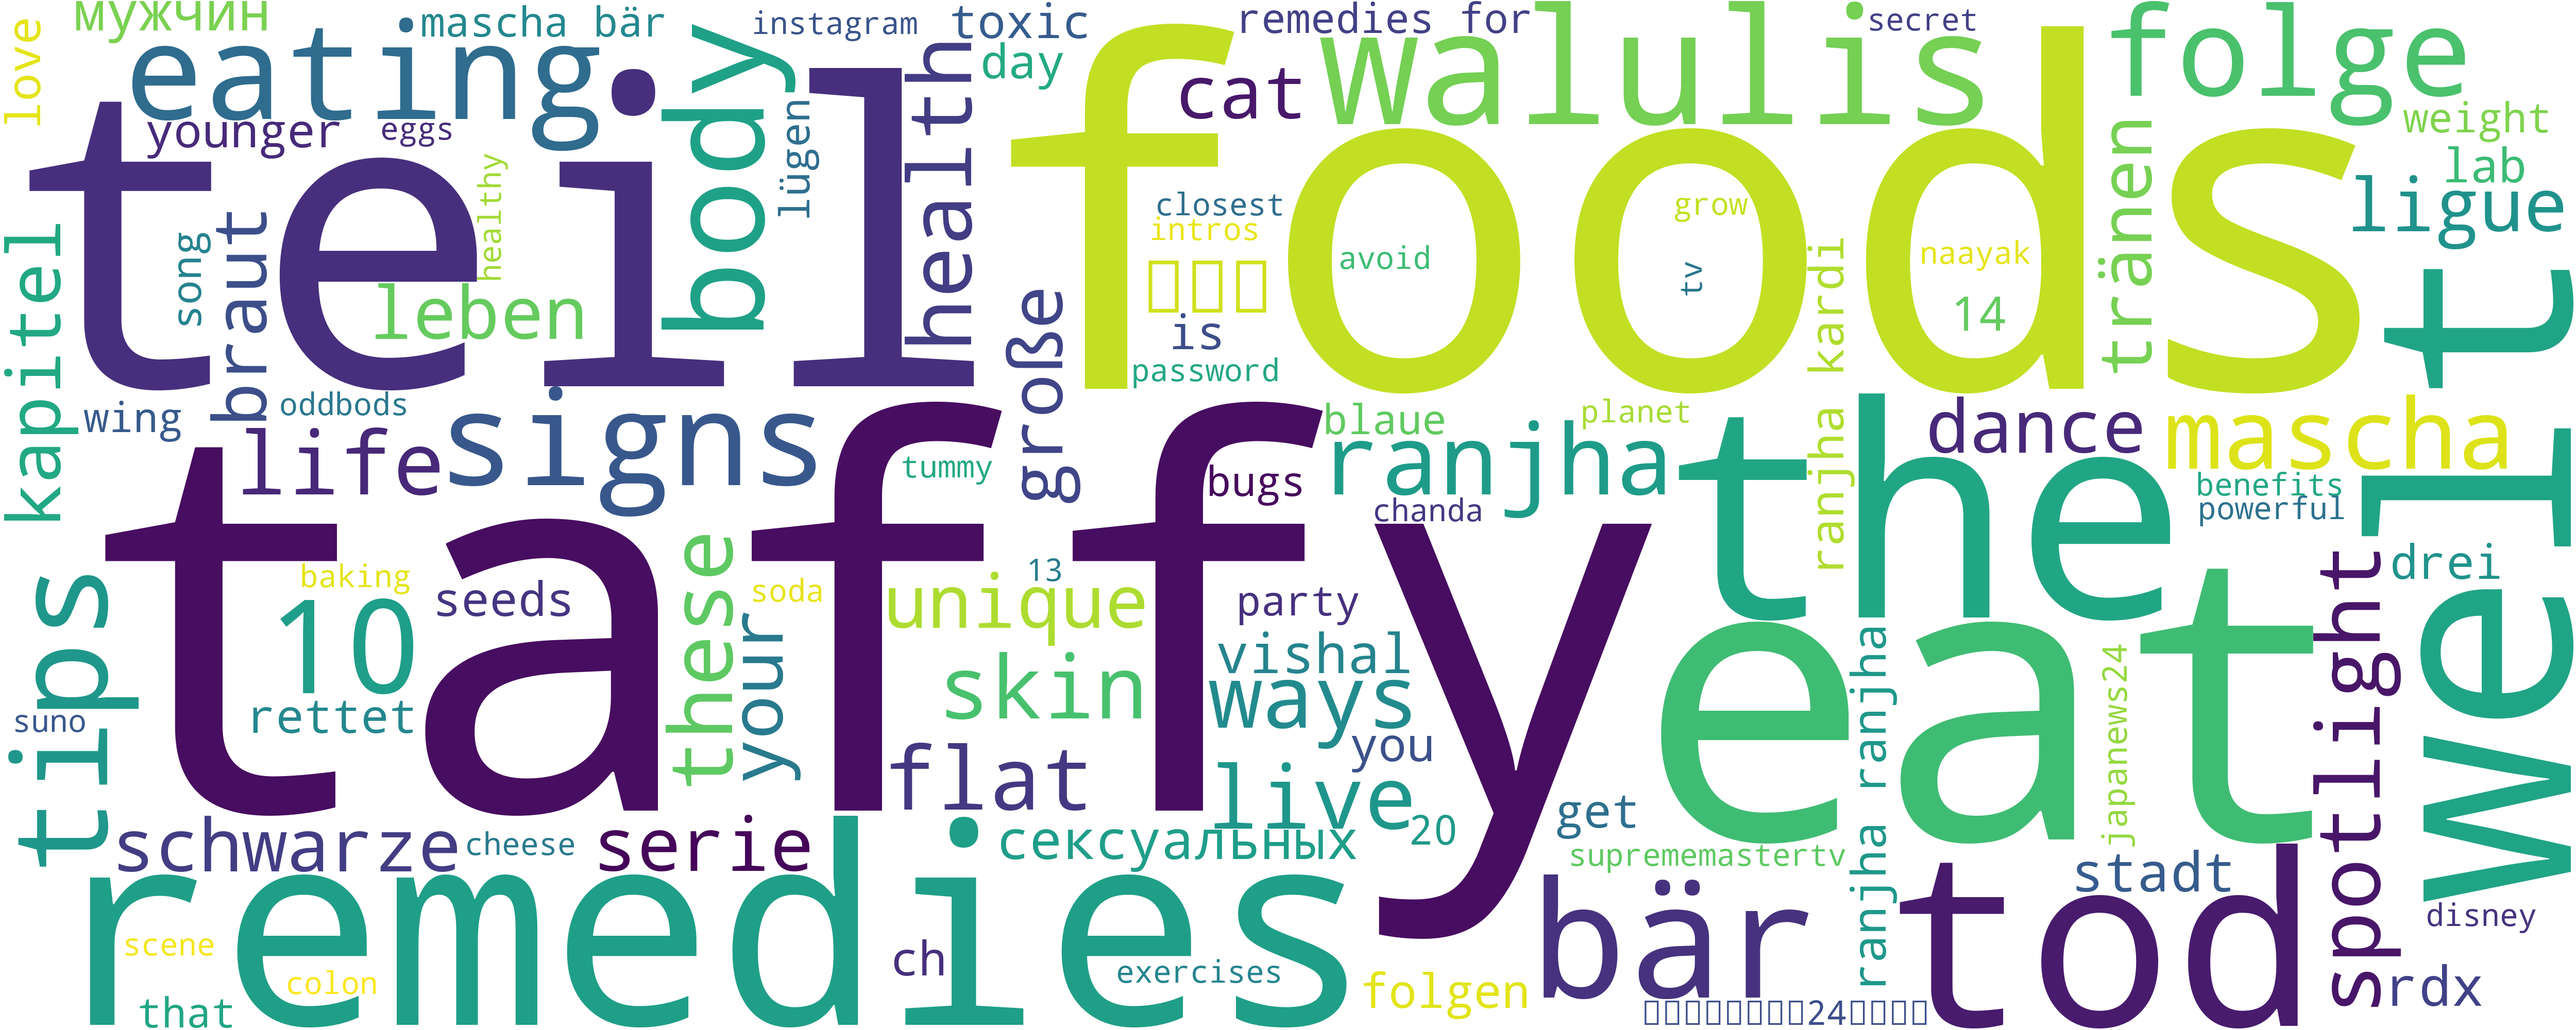 мужчин
mascha bär
instagram
toxic
remedies for
secret
love
eating
day
cat
walulis
folge
weight
younger
eggs
body
lügen
health
foods
lab
teil
healthy
closest
intros
grow
tränen
ligue
song
braut
leben
avoid
tv
naayak
kapitel
große
is
password
ranjha kardi
14
welt
wing
oddbods
signs
blaue
planet
dance
mascha
life
tummy
bugs
ranjha
the
benefits
powerful
chanda
taffy
these
baking
seeds
soda
13
unique
party
drei
tips
10
your
skin
vishal
ways
eat
ranjha ranjha
japanews24
spotlight
suno
rettet
flat
you
live
get
20
schwarze
cheese
serie
сексуальных
suprememastertv
stadt
remedies
bär
tod
disney
scene
ch
exercises
colon
folgen
rdx
that
24